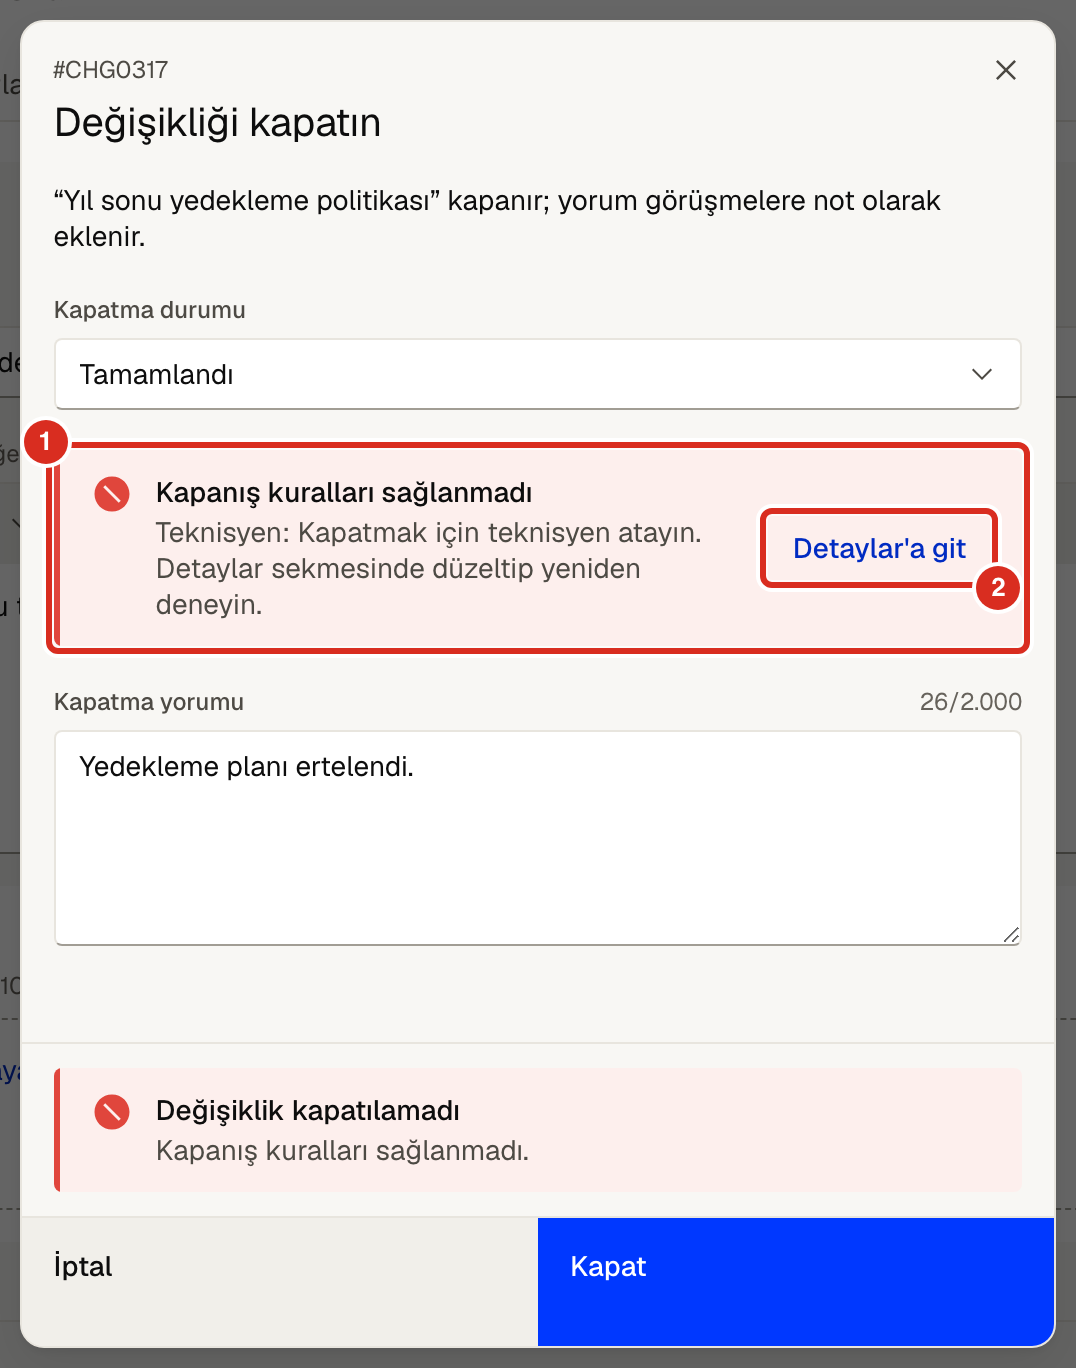 #CHG0317
Değişikliği kapatın
“Yıl sonu yedekleme politikası” kapanır; yorum görüşmelere not olarak
eklenir.
Kapatma durumu
Tamamlandı
1
Kapanış kuralları sağlanmadı
Teknisyen: Kapatmak için teknisyen atayın.
Detaylar sekmesinde düzeltip yeniden
deneyin.
Detaylar'a git
2
Kapatma yorumu
26/2.000
Yedekleme planı ertelendi.
Değişiklik kapatılamadı
Kapanış kuralları sağlanmadı.
İptal
Kapat